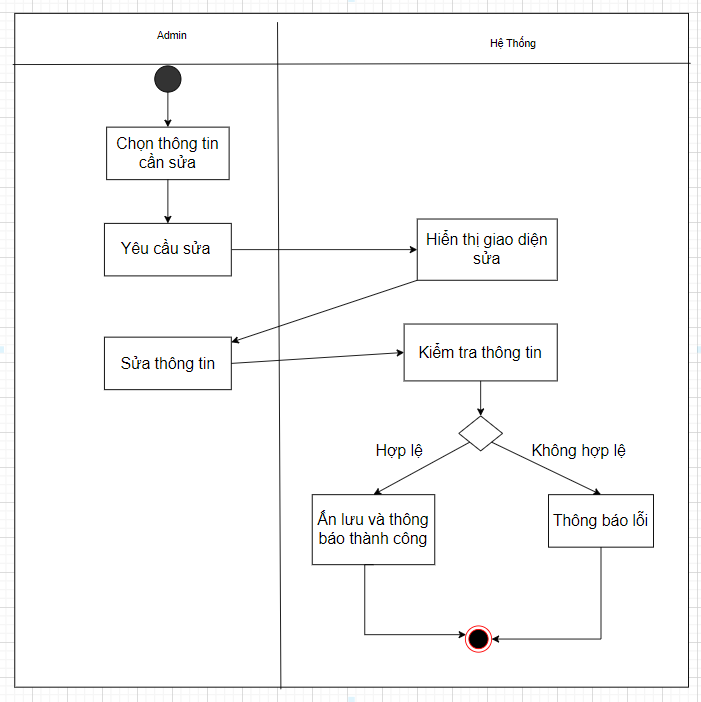 Admin
Hệ Thống
Chọn thông tin
cần sửa
Yêu cầu sửa
Hiển thị giao diện
sửa
Sửa thông tin
Kiểm tra thông tin
Hợp lệ
Không hợp lệ
Ấn lưu và thông
báo thành công
Thông báo lỗi